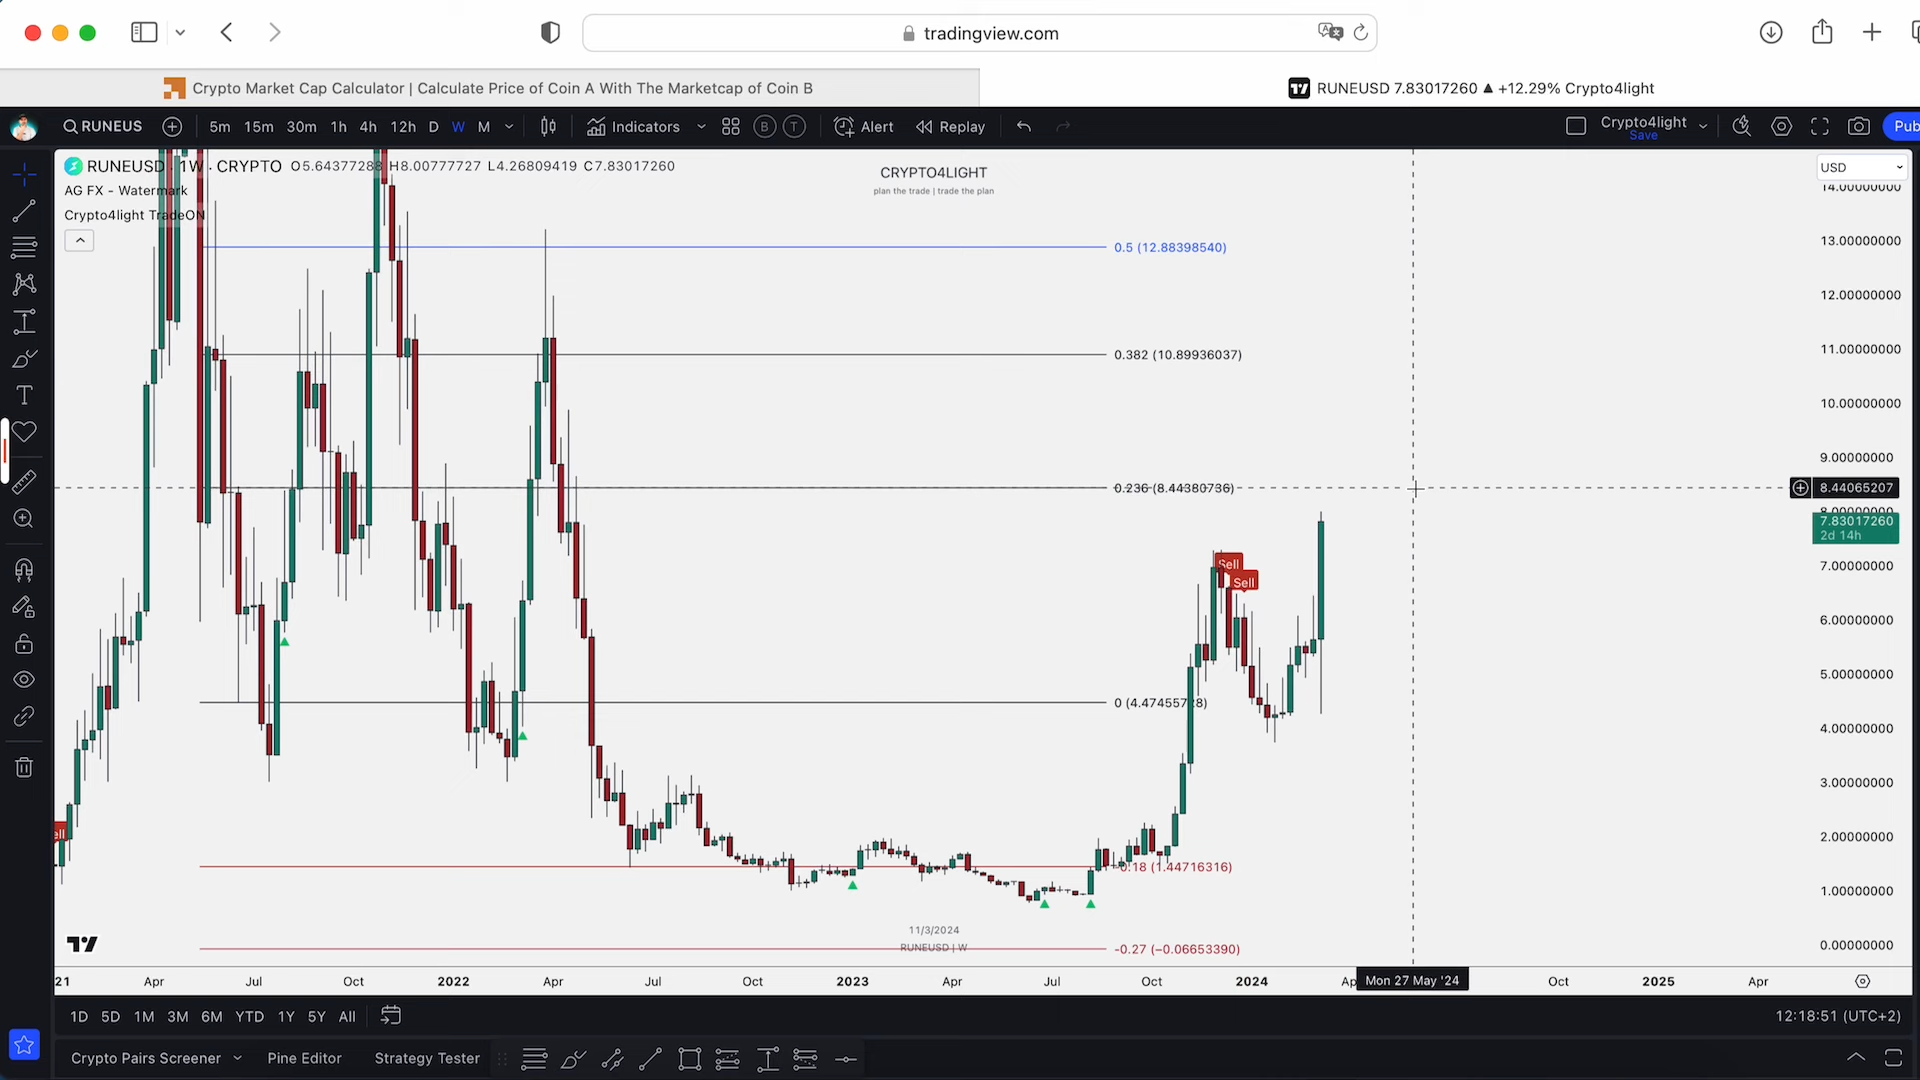 tradingview.com
Crypto Market Cap Calculator | Calculate Price of Coin A With The Marketcap of Coin B
RUNEUSD 7.83017260 ▲ +12.29% Crypto4light
RUNEUS 5m 15m 30m 1h 4h 12h D W M Indicators B T Alert Replay Crypto4light Pub
Save
RUNEUSD · 1W · CRYPTO O5.64377288 H8.00777727 L4.26809419 C7.83017260
AG FX - Watermark
Crypto4light TradeON
CRYPTO4LIGHT
plan the trade | trade the plan
USD
14.00000000
13.00000000
12.00000000
11.00000000
10.00000000
9.00000000
8.44065207
8.00000000
7.83017260
2d 14h
7.00000000
6.00000000
5.00000000
4.00000000
3.00000000
2.00000000
1.00000000
0.00000000
0.5 (12.88398540)
0.382 (10.89936037)
0.236 (8.44380736)
Sell
Sell
0 (4.47455728)
ell
-0.18 (1.44716316)
11/3/2024
RUNEUSD | W
-0.27 (−0.06653390)
21 Apr Jul Oct 2022 Apr Jul Oct 2023 Apr Jul Oct 2024 Ap Mon 27 May '24 Oct 2025 Apr
1D 5D 1M 3M 6M YTD 1Y 5Y All 12:18:51 (UTC+2)
Crypto Pairs Screener Pine Editor Strategy Tester